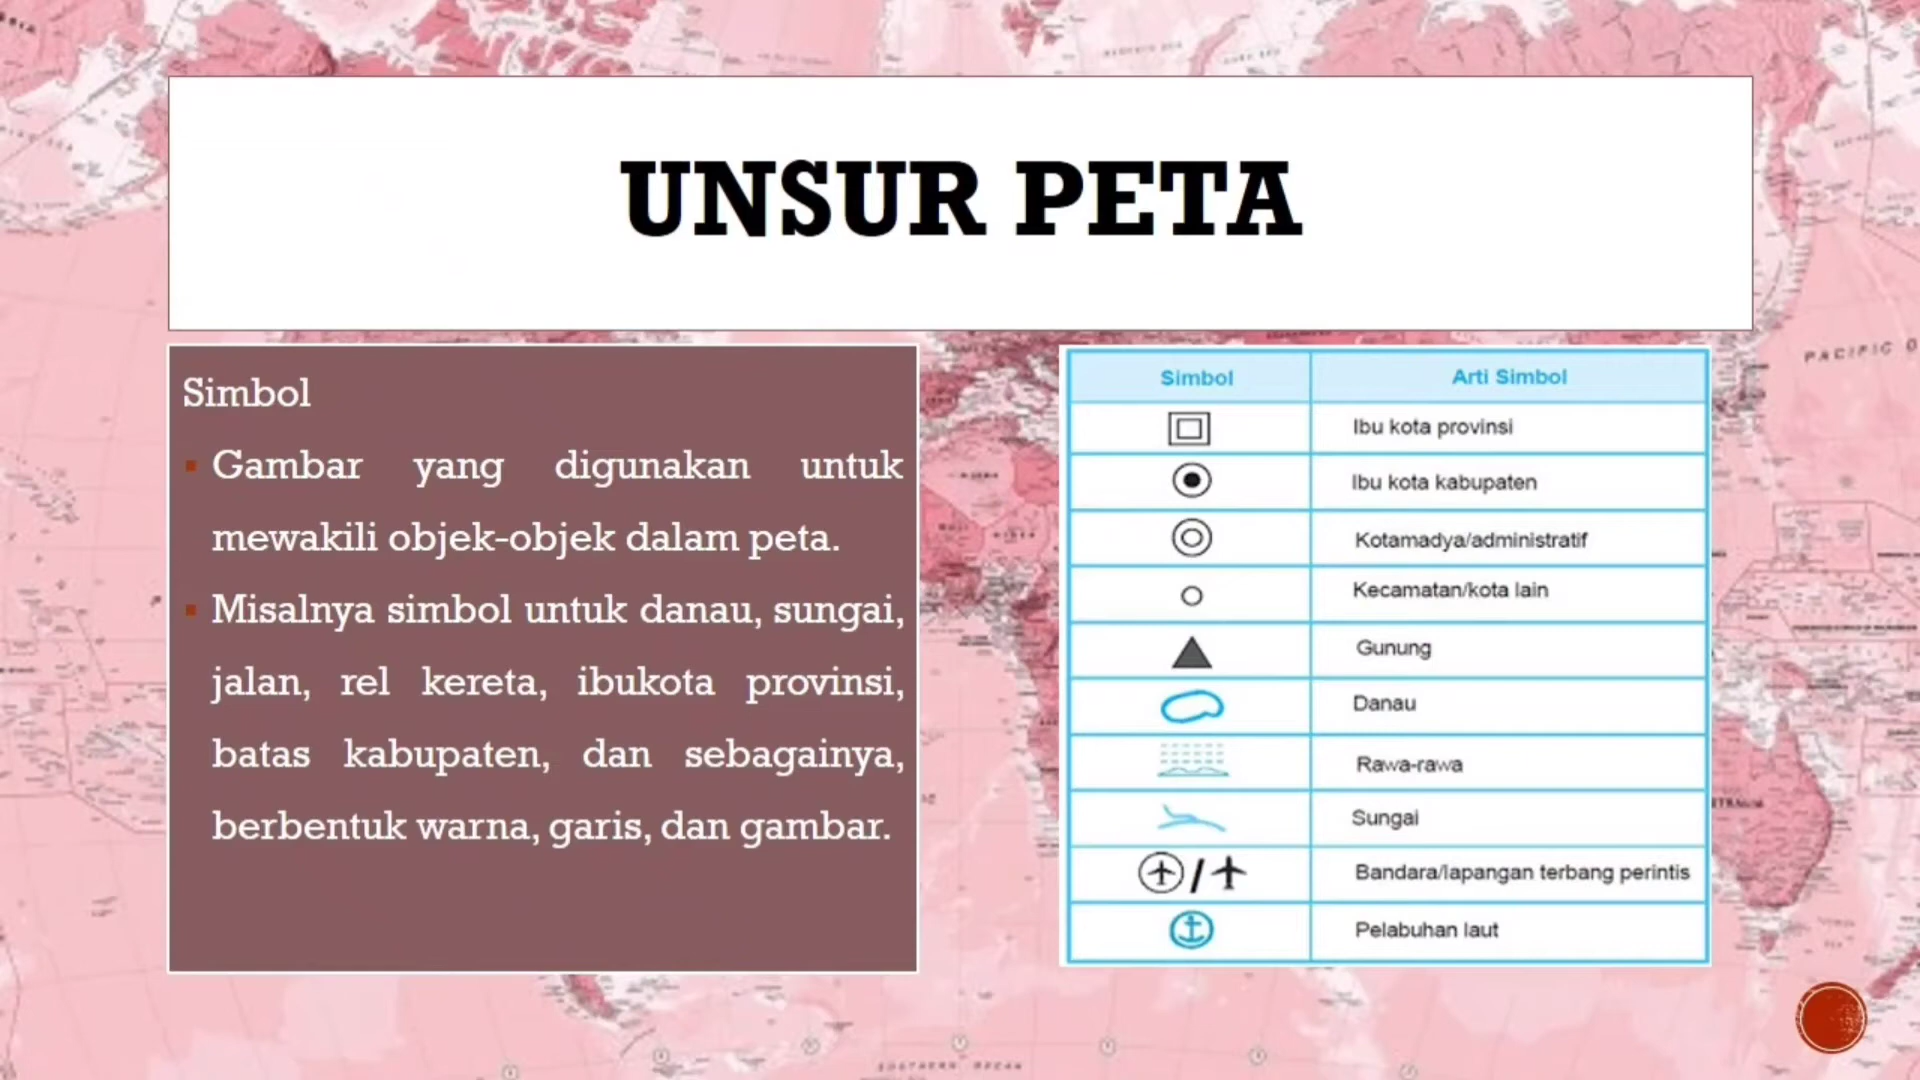 UNSUR PETA
Simbol
Gambar yang digunakan untuk
mewakili objek-objek dalam peta.
Misalnya simbol untuk danau, sungai,
jalan, rel kereta, ibukota provinsi,
batas kabupaten, dan sebagainya,
berbentuk warna, garis, dan gambar.
Simbol Arti Simbol
Ibu kota provinsi
Ibu kota kabupaten
Kotamadya/administratif
Kecamatan/kota lain
Gunung
Danau
Rawa-rawa
Sungai
Bandara/lapangan terbang perintis
Pelabuhan laut
PACIFIC O